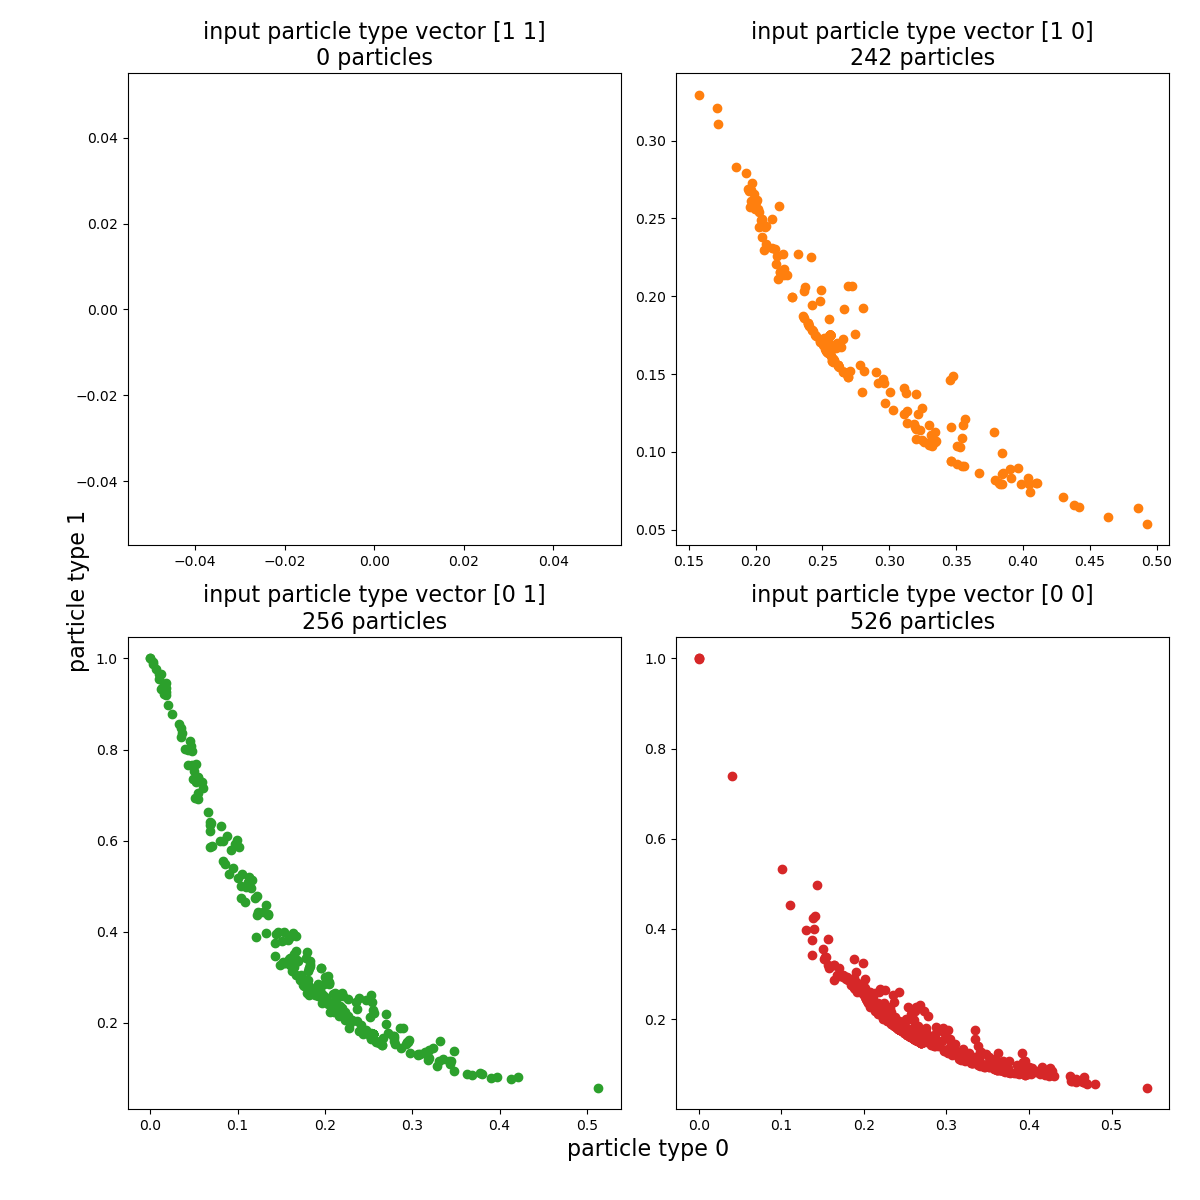 input particle type vector [1 1]
0 particles
input particle type vector [1 0]
242 particles
0.04
0.02
0.00
−0.02
−0.04
−0.04 −0.02 0.00 0.02 0.04
0.30
0.25
0.20
0.15
0.10
0.05
0.15 0.20 0.25 0.30 0.35 0.40 0.45 0.50
particle type 1
input particle type vector [0 1]
256 particles
input particle type vector [0 0]
526 particles
1.0
0.8
0.6
0.4
0.2
0.0 0.1 0.2 0.3 0.4 0.5
1.0
0.8
0.6
0.4
0.2
0.0 0.1 0.2 0.3 0.4 0.5
particle type 0